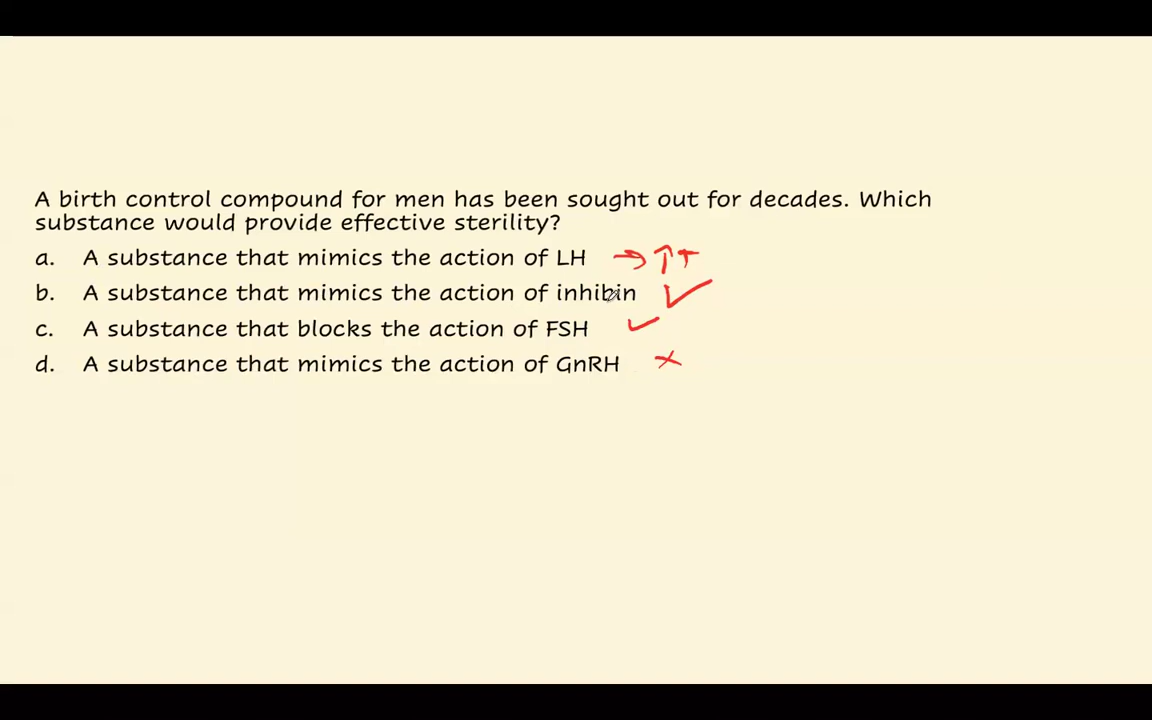 A birth control compound for men has been sought out for decades. Which
substance would provide effective sterility?
a. A substance that mimics the action of LH → ↑ T
b. A substance that mimics the action of inhibin ✓
c. A substance that blocks the action of FSH ✓
d. A substance that mimics the action of GnRH ✗